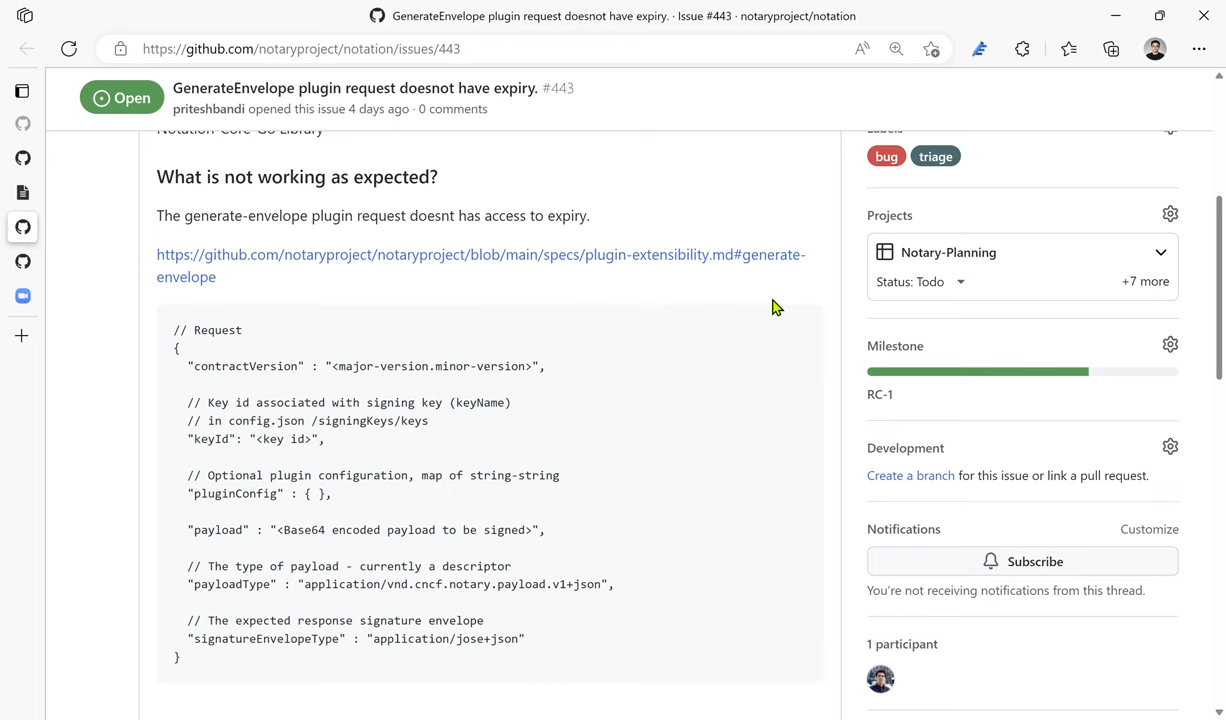 GenerateEnvelope plugin request doesnot have expiry. · Issue #443 · notaryproject/notation
https://github.com/notaryproject/notation/issues/443
Open
GenerateEnvelope plugin request doesnot have expiry. #443
priteshbandi opened this issue 4 days ago · 0 comments
Notation-Core-Go Library
What is not working as expected?
The generate-envelope plugin request doesnt has access to expiry.
https://github.com/notaryproject/notaryproject/blob/main/specs/plugin-extensibility.md#generate-
envelope
// Request
{
"contractVersion" : "<major-version.minor-version>",
// Key id associated with signing key (keyName)
// in config.json /signingKeys/keys
"keyId": "<key id>",
// Optional plugin configuration, map of string-string
"pluginConfig" : { },
"payload" : "<Base64 encoded payload to be signed>",
// The type of payload - currently a descriptor
"payloadType" : "application/vnd.cncf.notary.payload.v1+json",
// The expected response signature envelope
"signatureEnvelopeType" : "application/jose+json"
}
Labels
bug triage
Projects
Notary-Planning
Status: Todo +7 more
Milestone
RC-1
Development
Create a branch for this issue or link a pull request.
Notifications Customize
Subscribe
You're not receiving notifications from this thread.
1 participant